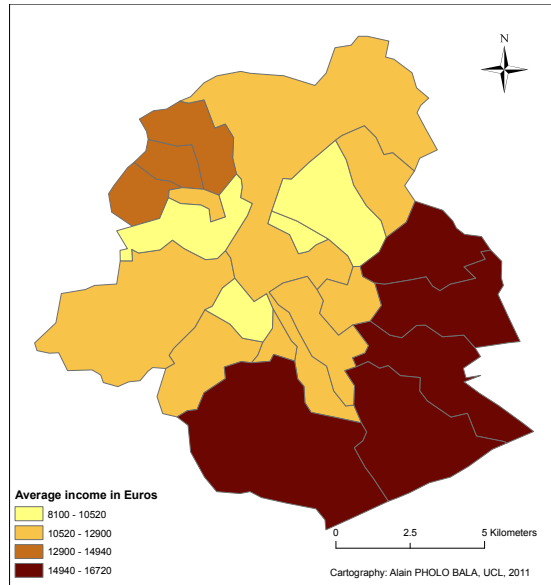 N
Average income in Euros
8100 - 10520
10520 - 12900
12900 - 14940
14940 - 16720
0 2.5 5 Kilometers
Cartography: Alain PHOLO BALA, UCL, 2011